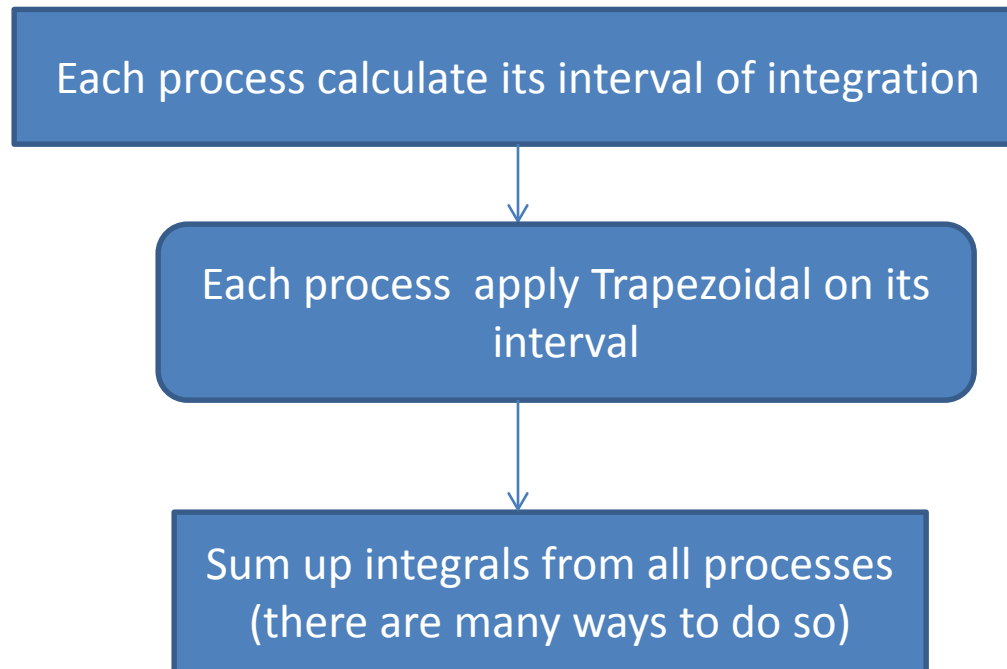 Each process calculate its interval of integration
Each process  apply Trapezoidal on its
interval
Sum up integrals from all processes
(there are many ways to do so)